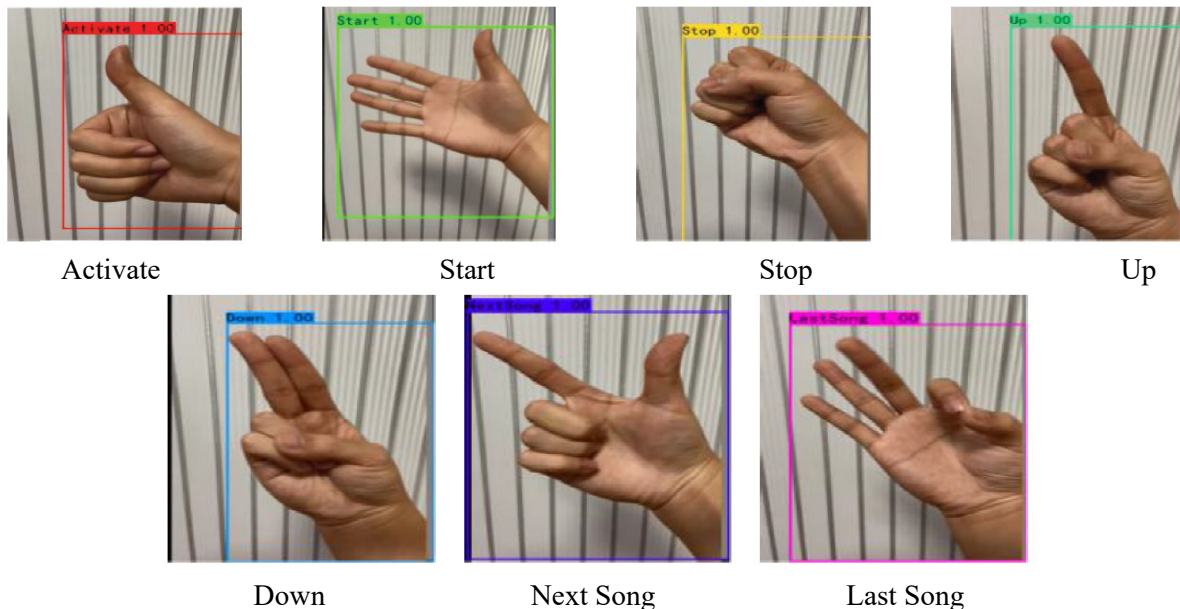 Activate 1.00
Start 1.00
Stop 1.00
Up 1.00
Activate
Start
Stop
Up
Down 1.00
NextSong 1.00
LastSong 1.00
Down
Next Song
Last Song